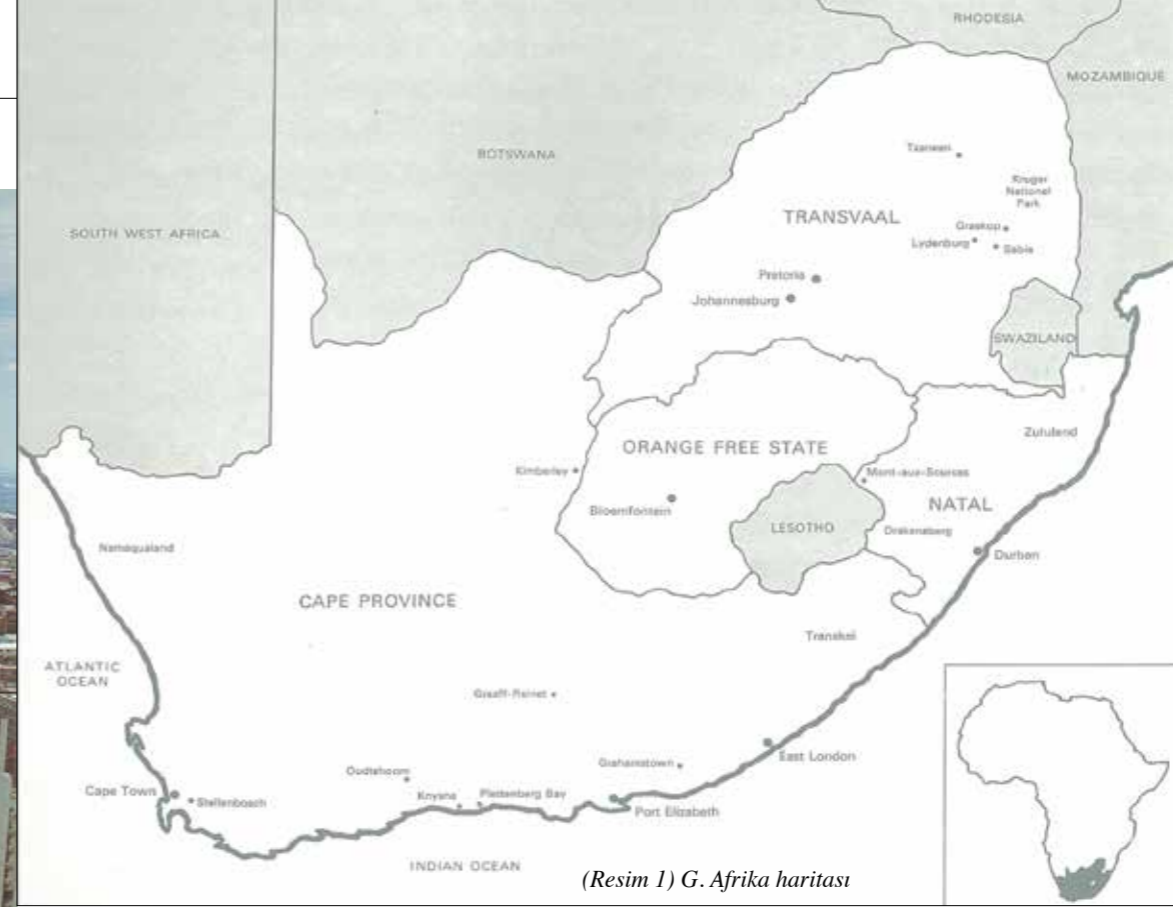 RHODESIA
MOZAMBIQUE
BOTSWANA
Tzaneen
Kruger
National
Park
TRANSVAAL
SOUTH WEST AFRICA
Graskop
Lydenburg
Sabie
Pretoria
Johannesburg
SWAZILAND
Zululand
ORANGE FREE STATE
Kimberley
Mont-aux-Sources
Bloemfontein
NATAL
LESOTHO
Drakensberg
Durban
Namaqualand
CAPE PROVINCE
Transkei
ATLANTIC
OCEAN
Graaff-Reinet
East London
Grahamstown
Oudtshoorn
Cape Town
Stellenbosch
Knysna
Plettenberg Bay
Port Elizabeth
INDIAN OCEAN
(Resim 1) G. Afrika haritası